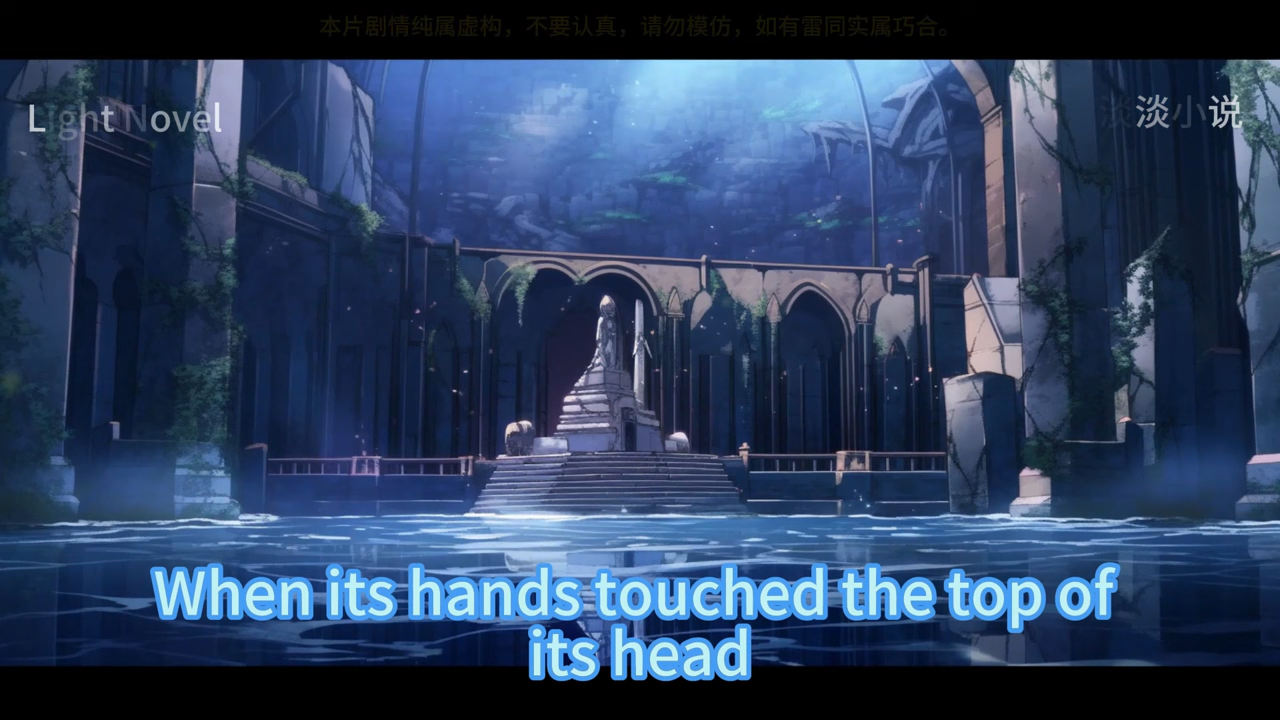 本片剧情纯属虚构，不要认真，请勿模仿，如有雷同实属巧合。
Light Novel
淡淡小说
When its hands touched the top of
its head